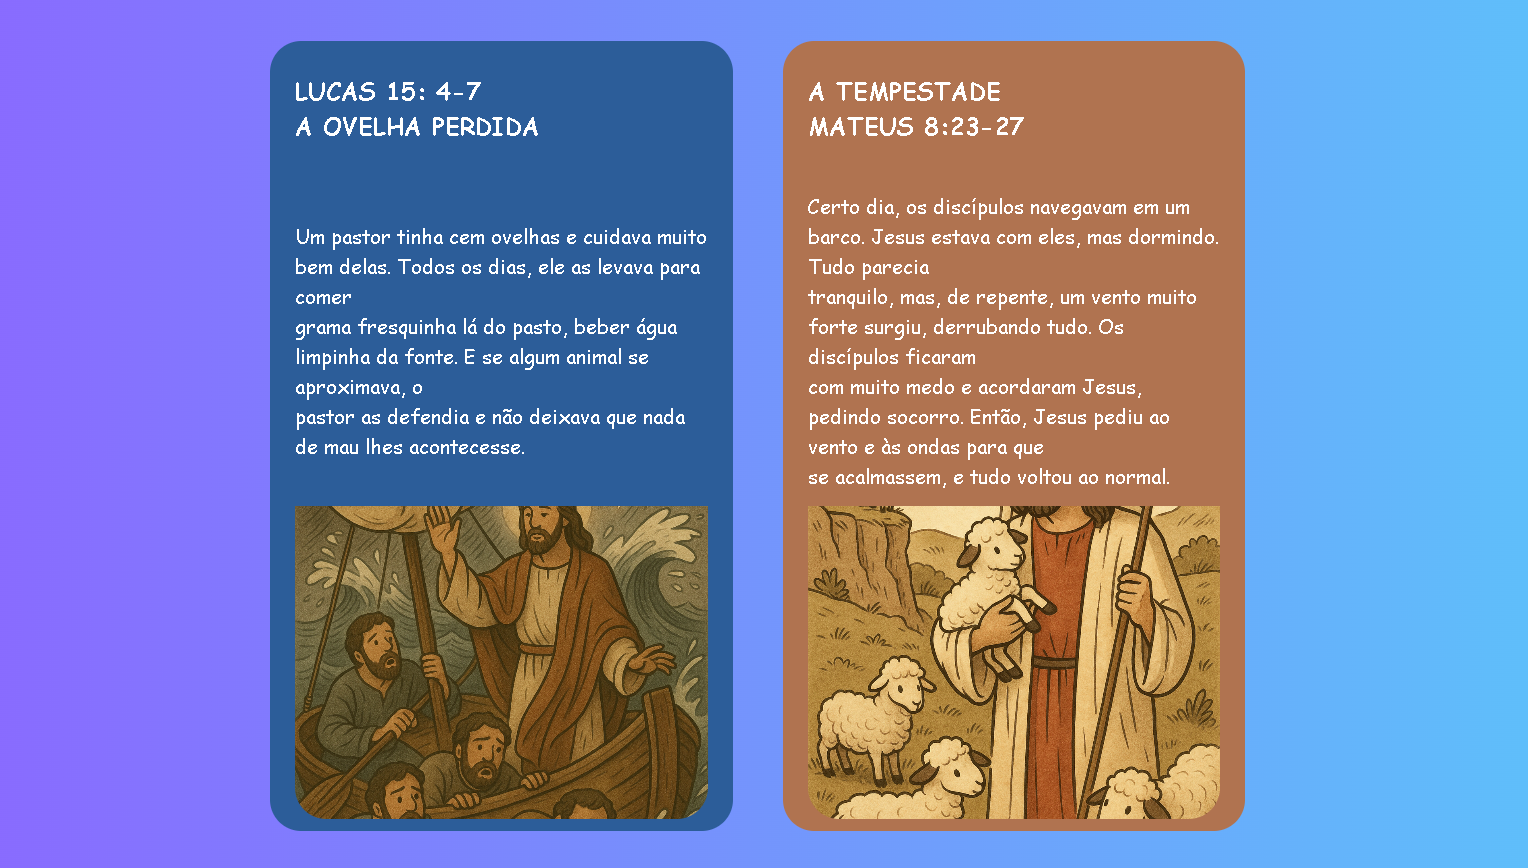 LUCAS 15: 4-7
A OVELHA PERDIDA
Um pastor tinha cem ovelhas e cuidava muito
bem delas. Todos os dias, ele as levava para
comer
grama fresquinha lá do pasto, beber água
limpinha da fonte. E se algum animal se
aproximava, o
pastor as defendia e não deixava que nada
de mau lhes acontecesse.
A TEMPESTADE
MATEUS 8:23-27
Certo dia, os discípulos navegavam em um
barco. Jesus estava com eles, mas dormindo.
Tudo parecia
tranquilo, mas, de repente, um vento muito
forte surgiu, derrubando tudo. Os
discípulos ficaram
com muito medo e acordaram Jesus,
pedindo socorro. Então, Jesus pediu ao
vento e às ondas para que
se acalmassem, e tudo voltou ao normal.